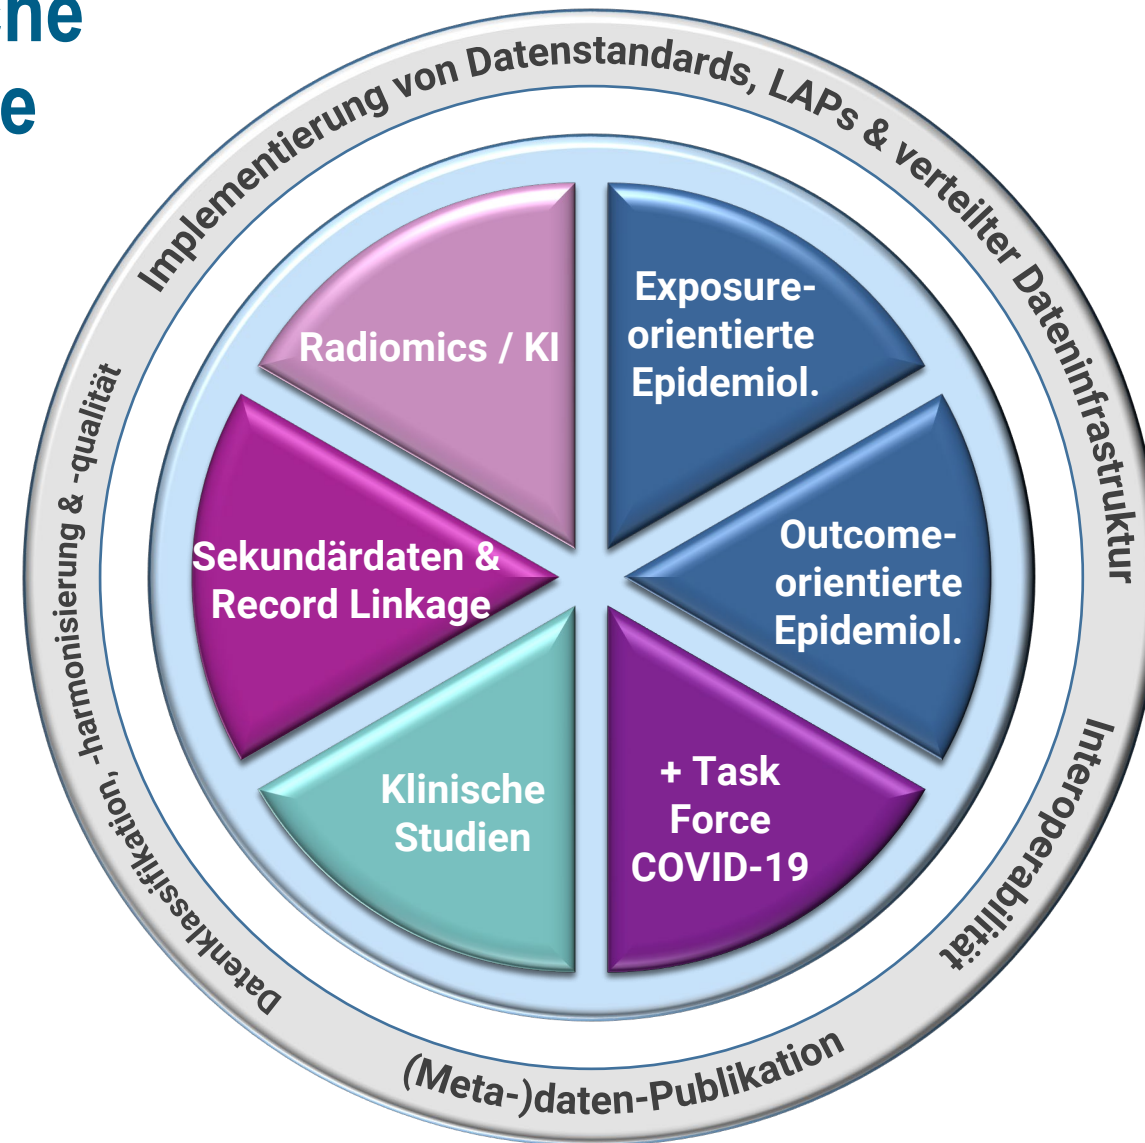 Implementierung von Datenstandards, LAPs & verteilter Dateninfrastruktur
Interoperabilität
(Meta-)daten-Publikation
Datenklassifikation, -harmonisierung & -qualität
Exposure-
orientierte
Epidemiol.
Outcome-
orientierte
Epidemiol.
+ Task
Force
COVID-19
Klinische
Studien
Sekundärdaten &
Record Linkage
Radiomics / KI